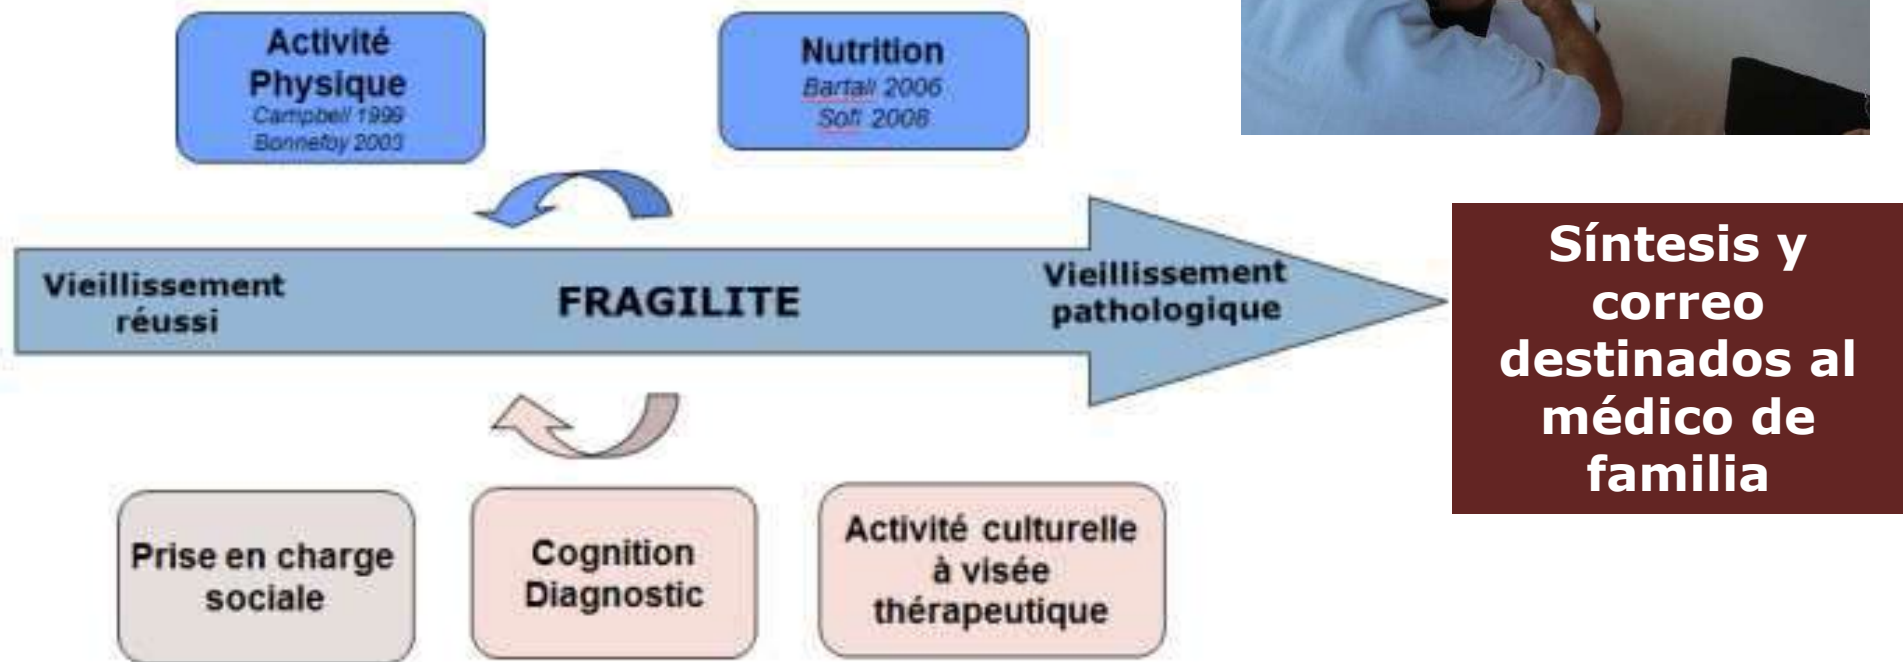 Activité
Physique
Campbell 1999
Bonnefoy 2003
Nutrition
Bartali 2006
Sofi 2008
Vieillissement
réussi
FRAGILITE
Vieillissement
pathologique
Síntesis y
correo
destinados al
médico de
familia
Prise en charge
sociale
Cognition
Diagnostic
Activité culturelle
à visée
thérapeutique